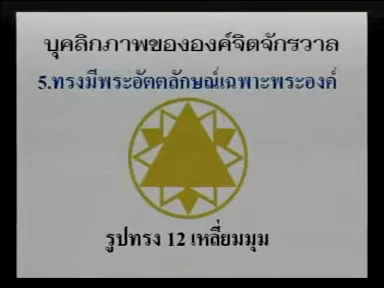 บุคลิกภาพขององค์จิตจักรวาล
5.ทรงมีพระอัตตลักษณ์เฉพาะพระองค์
รูปทรง 12 เหลี่ยมมุม